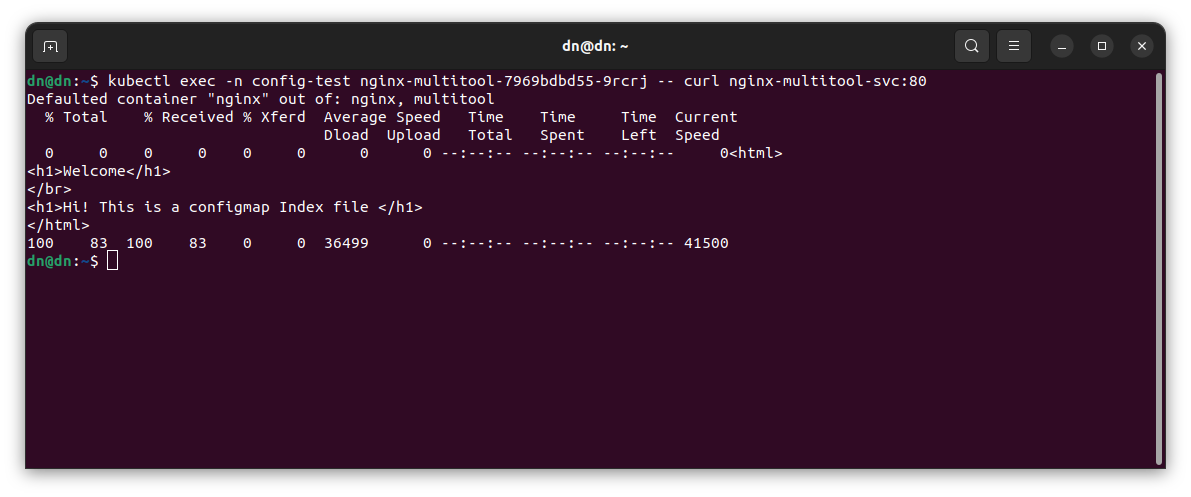 dn@dn: ~
dn@dn:~$ kubectl exec -n config-test nginx-multitool-7969bdbd55-9rcrj -- curl nginx-multitool-svc:80
Defaulted container "nginx" out of: nginx, multitool
  % Total    % Received % Xferd  Average Speed   Time    Time     Time  Current
                                 Dload  Upload   Total   Spent    Left  Speed
  0     0    0     0    0     0      0      0 --:--:-- --:--:-- --:--:--     0<html>
<h1>Welcome</h1>
</br>
<h1>Hi! This is a configmap Index file </h1>
</html>
100    83  100    83    0     0  36499      0 --:--:-- --:--:-- --:--:-- 41500
dn@dn:~$